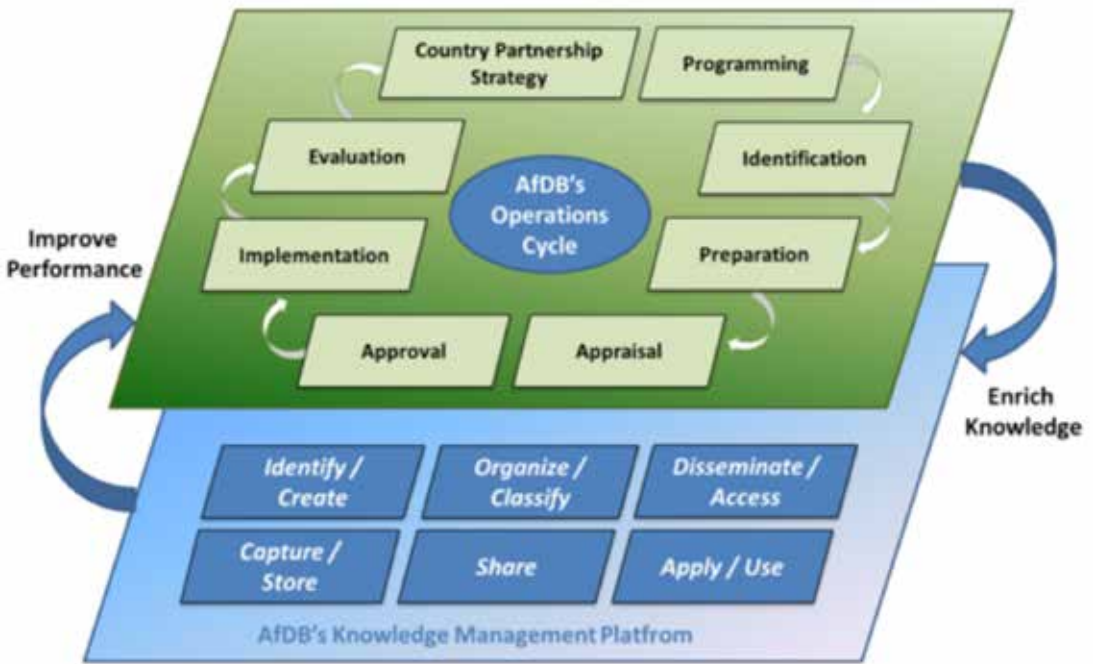 Country Partnership
Strategy
Programming
Evaluation
Identification
AfDB's
Operations
Cycle
Improve
Performance
Implementation
Preparation
Approval
Appraisal
Enrich
Knowledge
Identify /
Create
Organize /
Classify
Disseminate /
Access
Capture /
Store
Share
Apply / Use
AfDB's Knowledge Management Platfrom